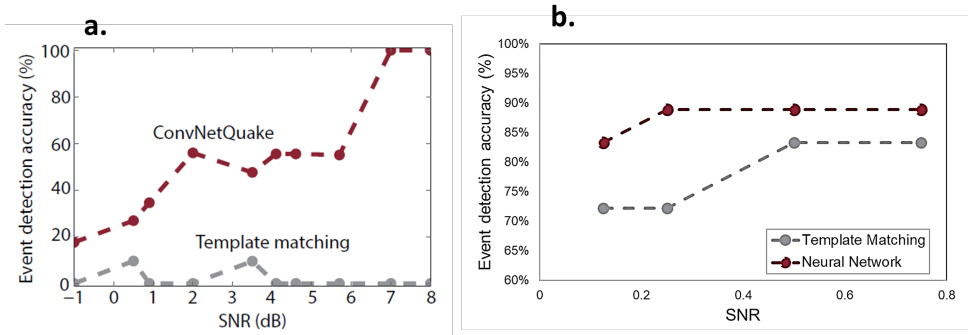 a.
Event detection accuracy (%)
100
80
60
40
20
0
ConvNetQuake
Template matching
−1 0 1 2 3 4 5 6 7 8
SNR (dB)
b.
Event detection accuracy (%)
100%
95%
90%
85%
80%
75%
70%
65%
60%
Template Matching
Neural Network
0 0.2 0.4 0.6 0.8
SNR